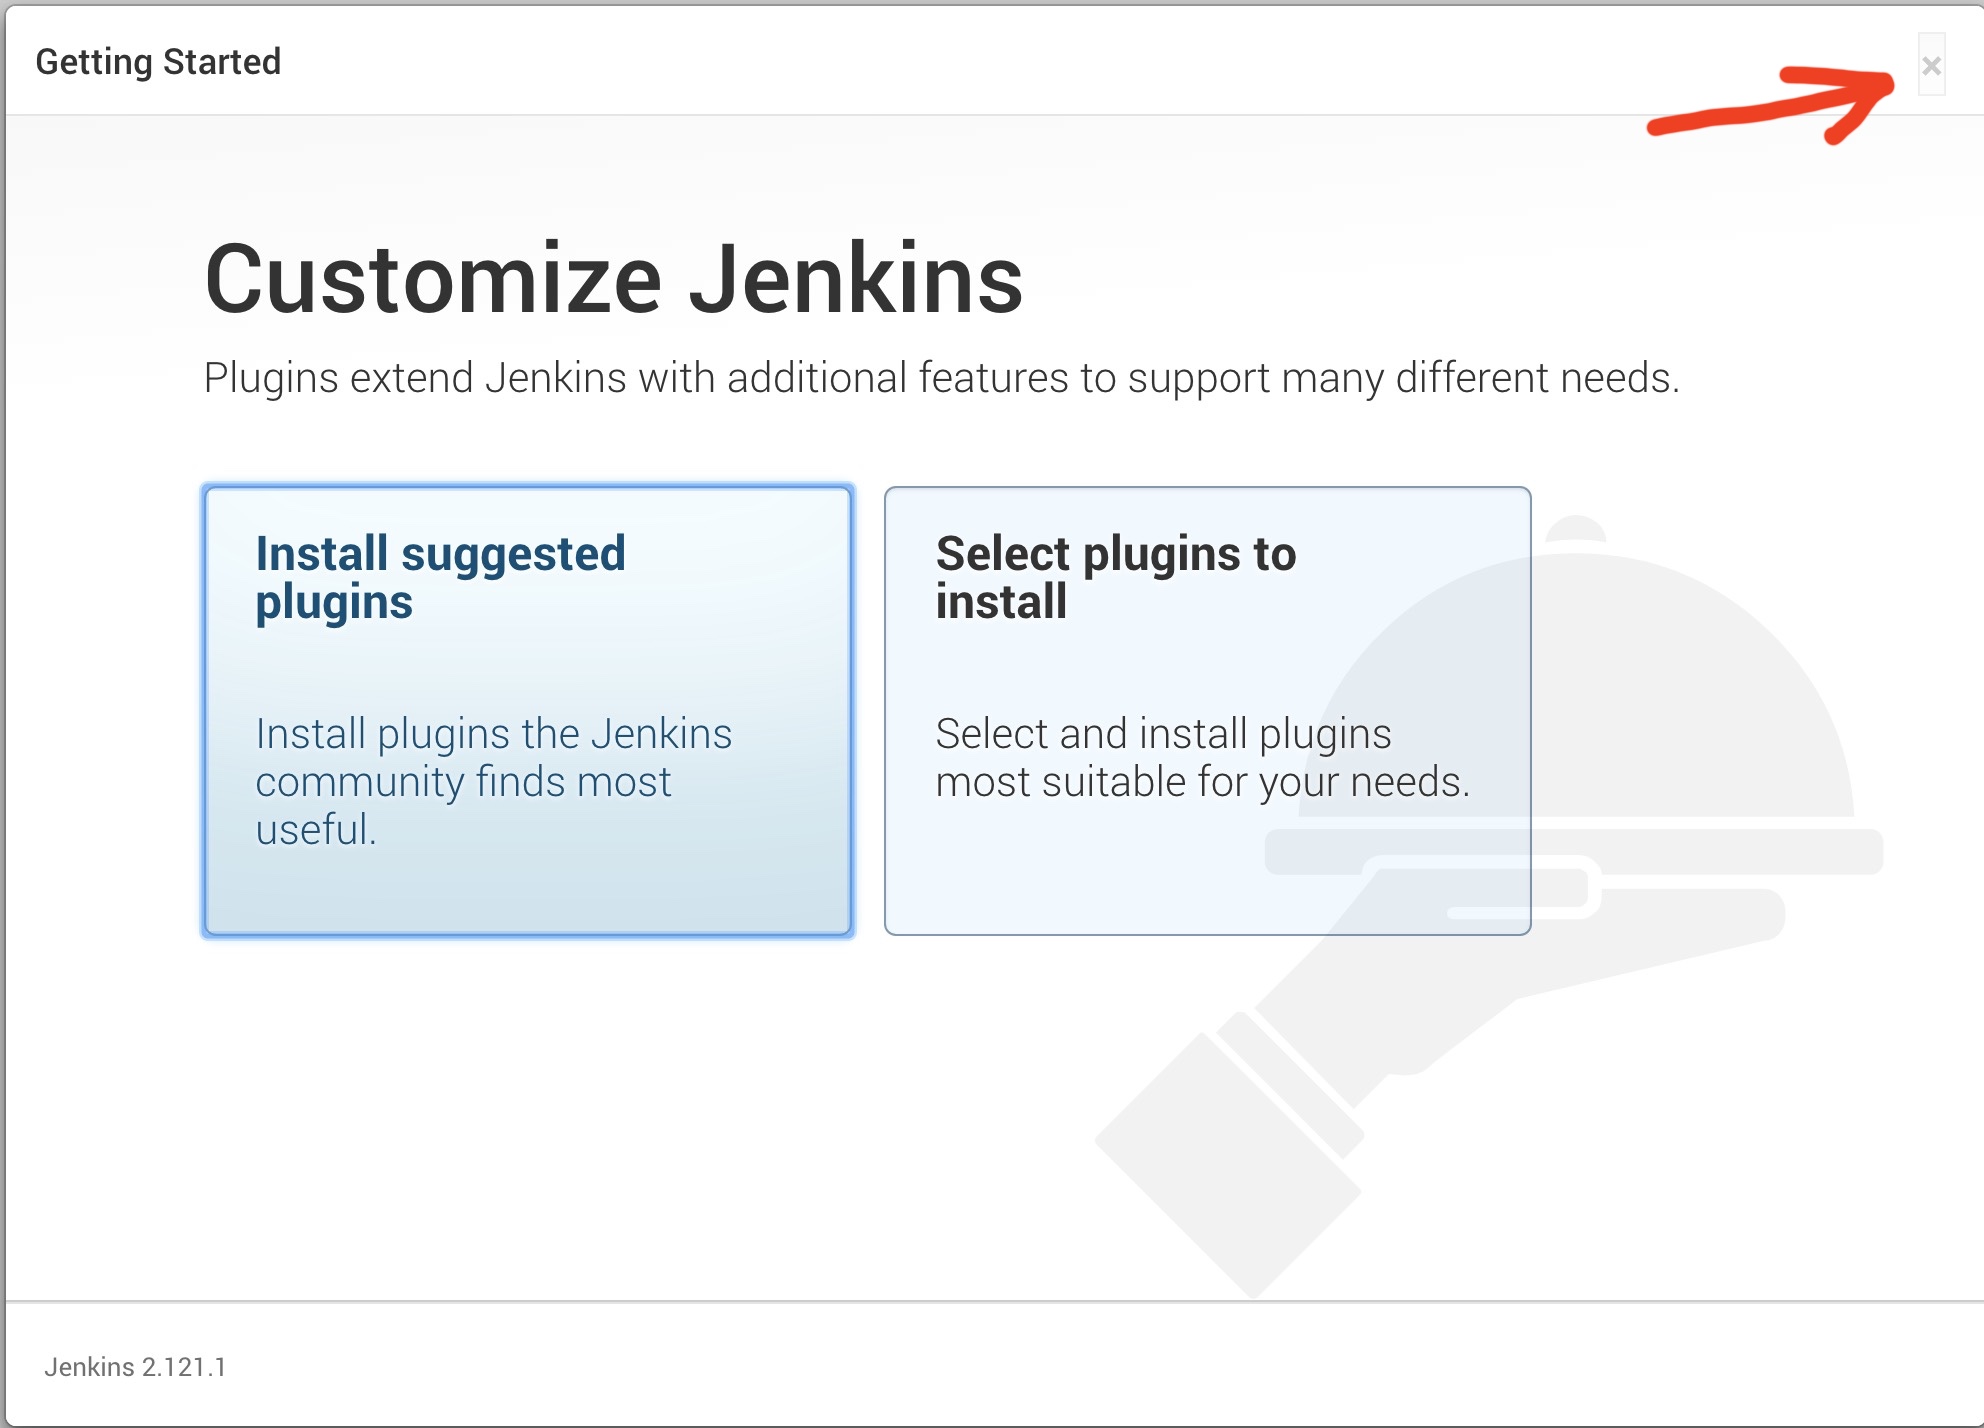 Getting Started
×
Customize Jenkins
Plugins extend Jenkins with additional features to support many different needs.
Install suggested
plugins
Install plugins the Jenkins
community finds most
useful.
Select plugins to
install
Select and install plugins
most suitable for your needs.
Jenkins 2.121.1